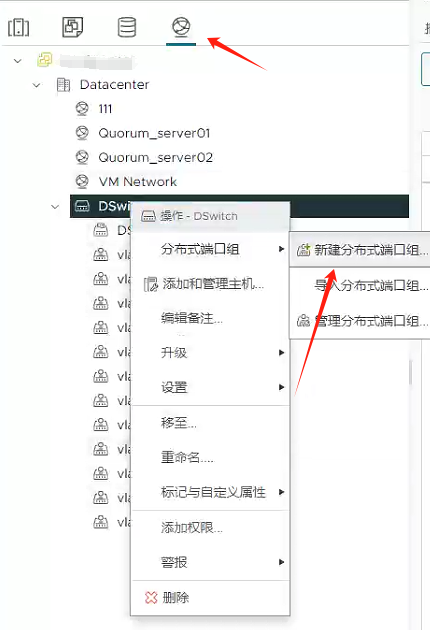 Datacenter
111
Quorum_server01
Quorum_server02
VM Network
DSwi
操作 - DSwitch
分布式端口组
新建分布式端口组...
添加和管理主机...
导入分布式端口组...
编辑备注...
管理分布式端口组...
升级
设置
移至...
重命名....
标记与自定义属性
添加权限...
警报
删除
DS
vla
vla
vla
vla
vla
vla
vla
vla
vla
vla
vla
vla